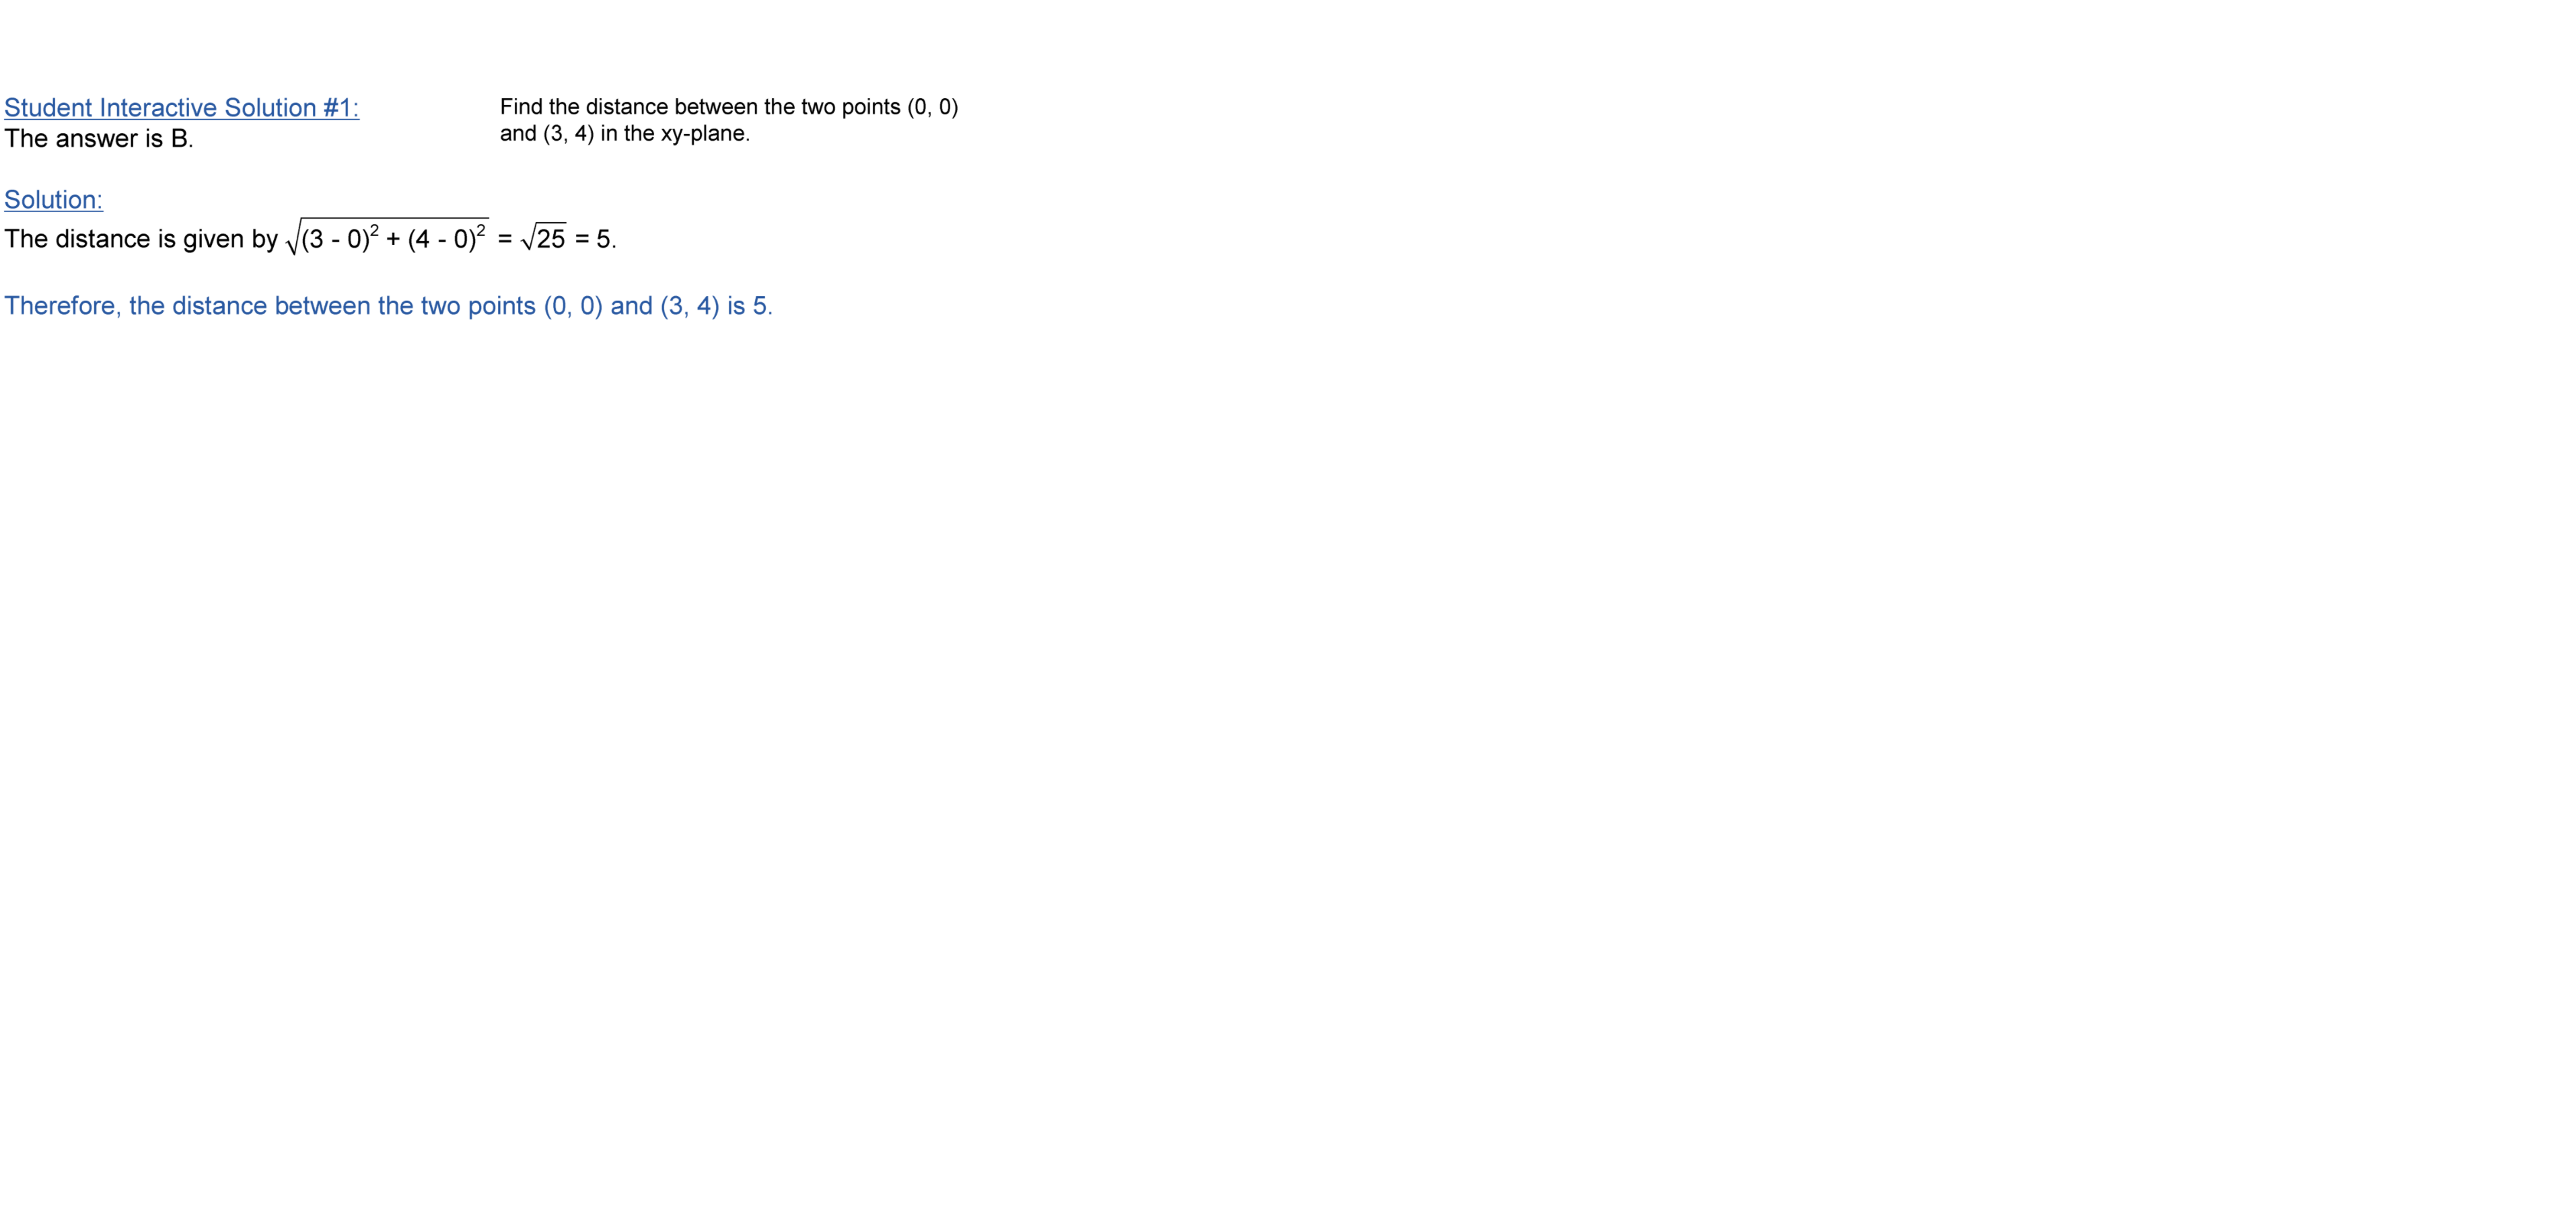 Student Interactive Solution #1:
The answer is B.
Find the distance between the two points (0, 0)
and (3, 4) in the xy-plane.
Solution:
The distance is given by √(3 - 0)² + (4 - 0)² = √25 = 5.
Therefore, the distance between the two points (0, 0) and (3, 4) is 5.